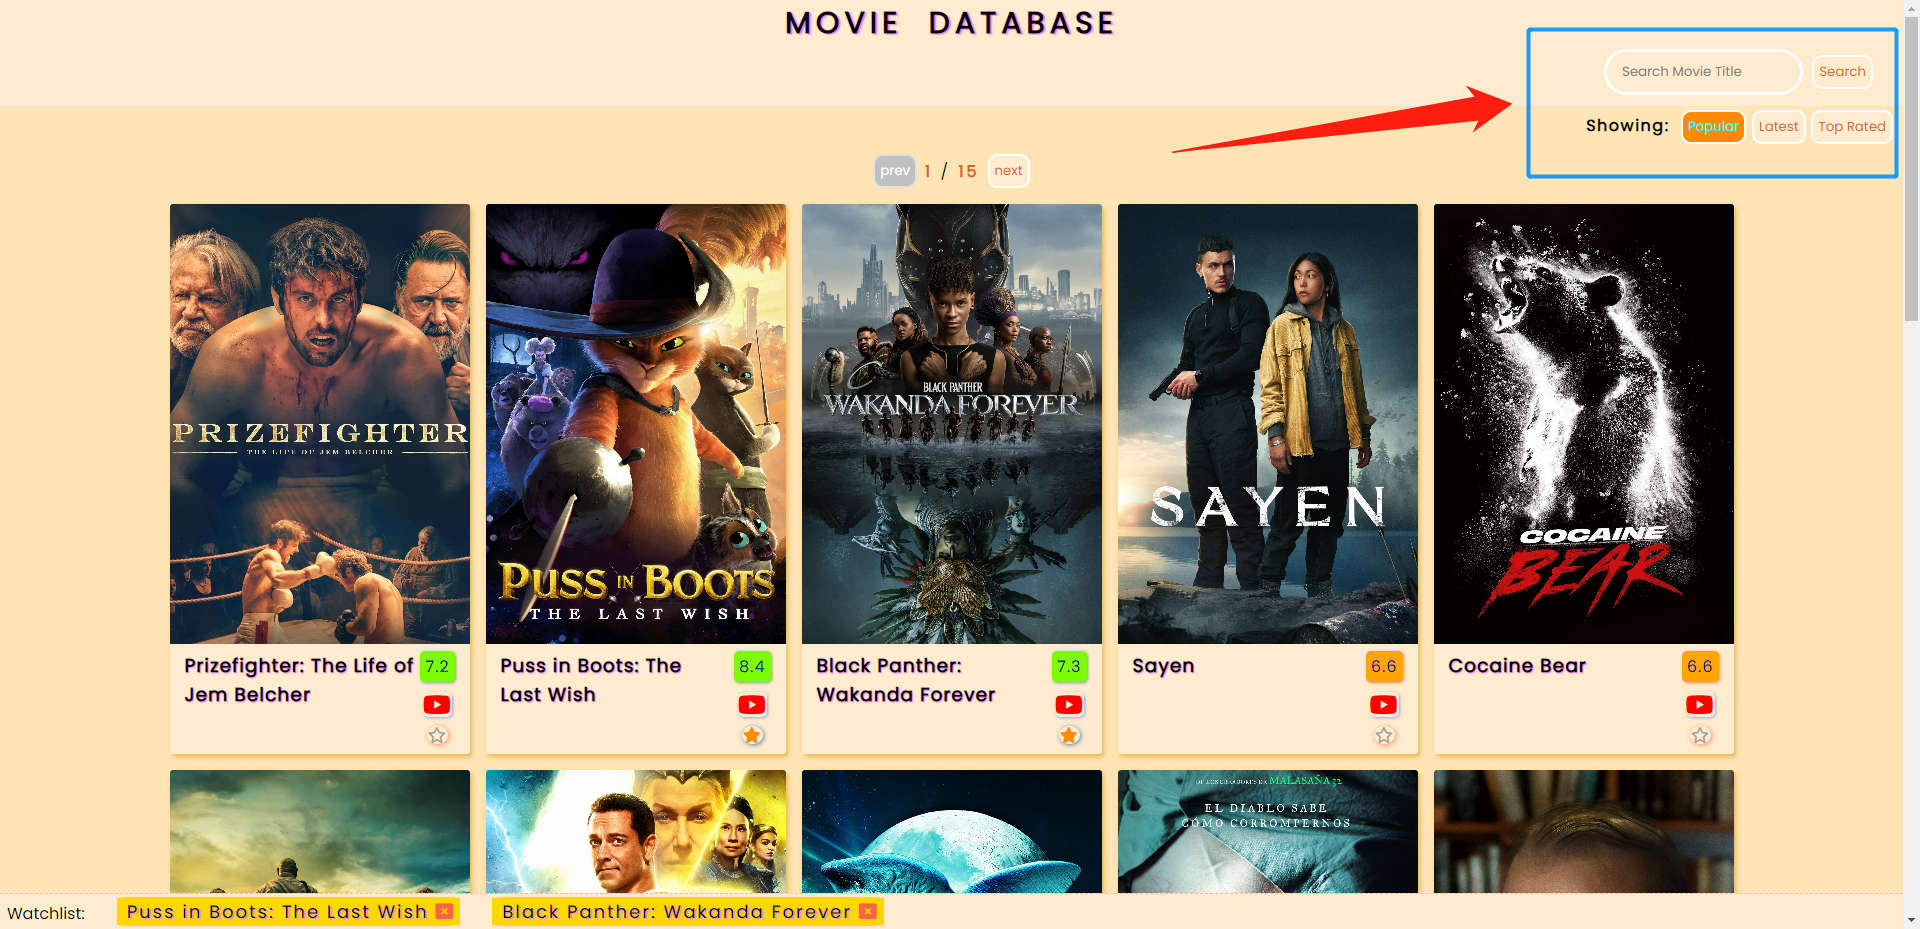 MOVIE DATABASE
Search Movie Title Search
Showing: Popular Latest Top Rated
prev 1 / 15 next
PRIZEFIGHTER
THE LIFE OF JEM BELCHER
PUSS IN BOOTS
THE LAST WISH
BLACK PANTHER
WAKANDA FOREVER
SAYEN
COCAINE
BEAR
Prizefighter: The Life of
Jem Belcher
7.2
Puss in Boots: The
Last Wish
8.4
Black Panther:
Wakanda Forever
7.3
Sayen
6.6
Cocaine Bear
6.6
DE LOS CREADORES DE MALASAÑA 32
EL DIABLO SABE
CÓMO CORROMPERNOS
Watchlist: Puss in Boots: The Last Wish Black Panther: Wakanda Forever